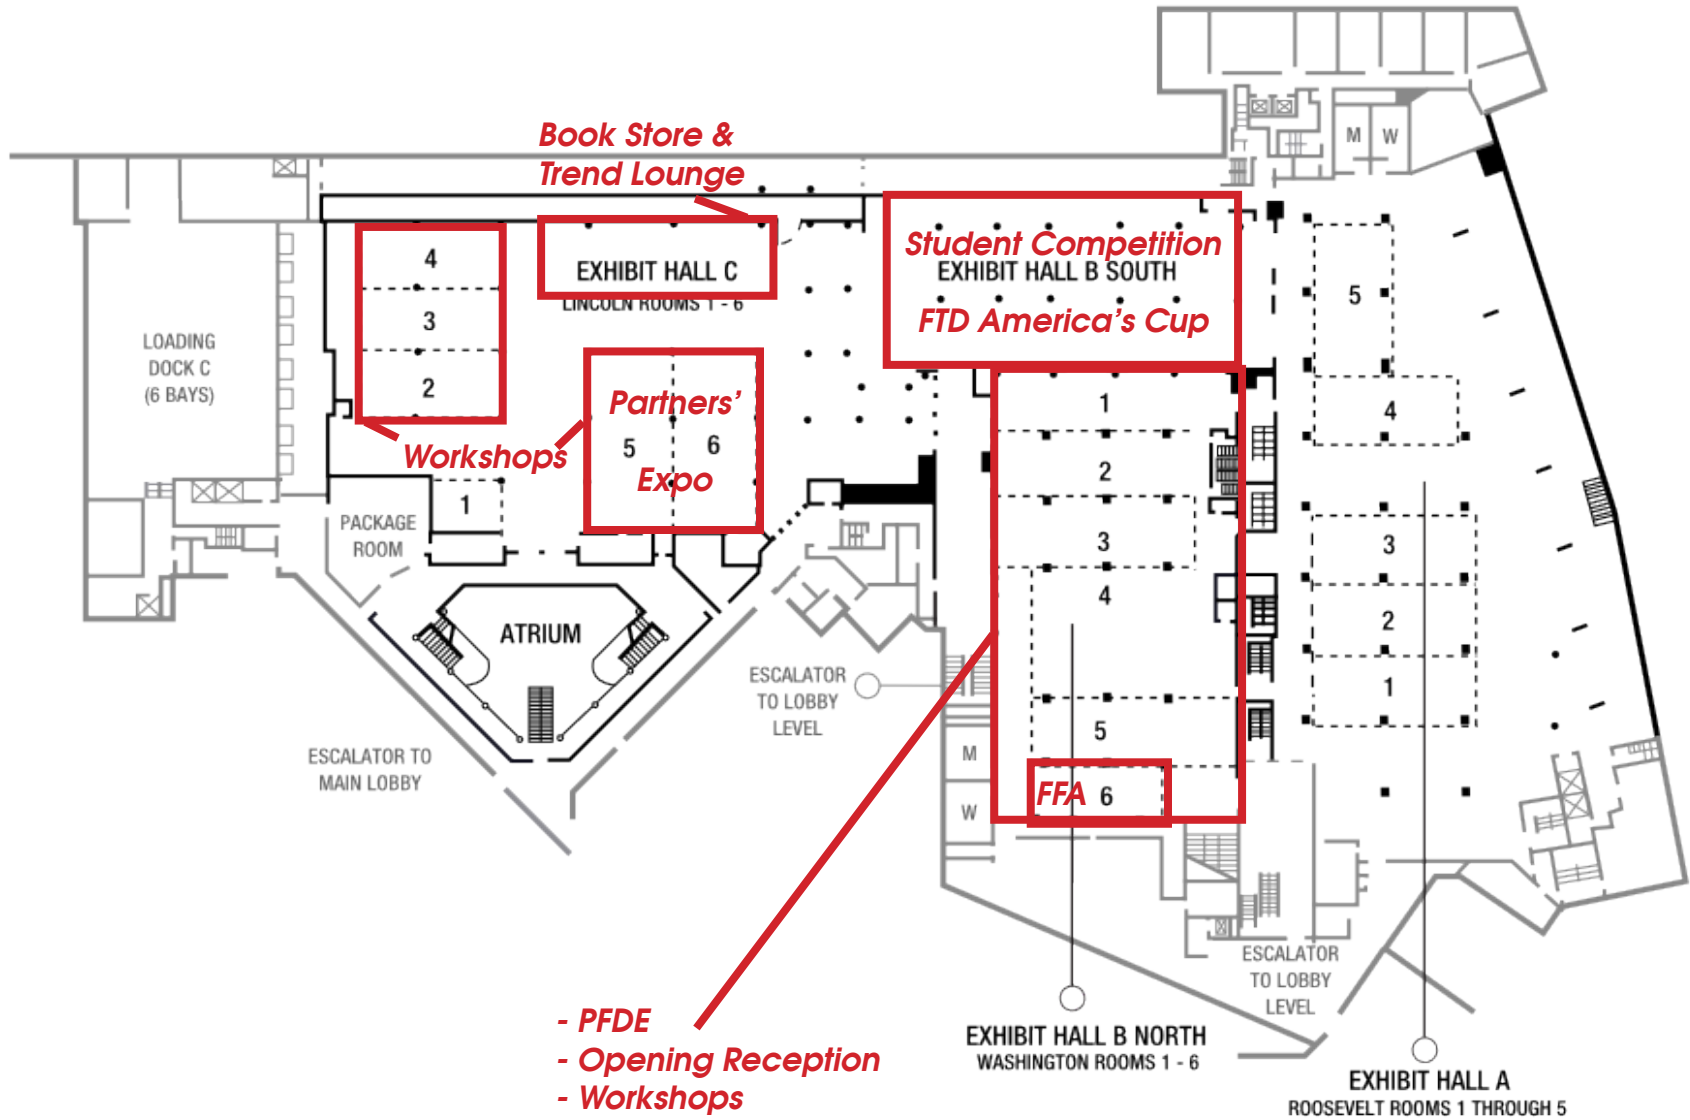 Book Store &
Trend Lounge
M
W
4
3
2
EXHIBIT HALL C
LINCOLN ROOMS 1 - 6
Student Competition
EXHIBIT HALL B SOUTH
FTD America's Cup
5
4
LOADING
DOCK C
(6 BAYS)
Workshops
Partners'
5
6
Expo
1
PACKAGE
ROOM
1
2
3
4
5
FFA
6
3
2
1
ATRIUM
ESCALATOR
TO LOBBY
LEVEL
ESCALATOR TO
MAIN LOBBY
M
W
ESCALATOR
TO LOBBY
LEVEL
- PFDE
- Opening Reception
- Workshops
EXHIBIT HALL B NORTH
WASHINGTON ROOMS 1 - 6
EXHIBIT HALL A
ROOSEVELT ROOMS 1 THROUGH 5